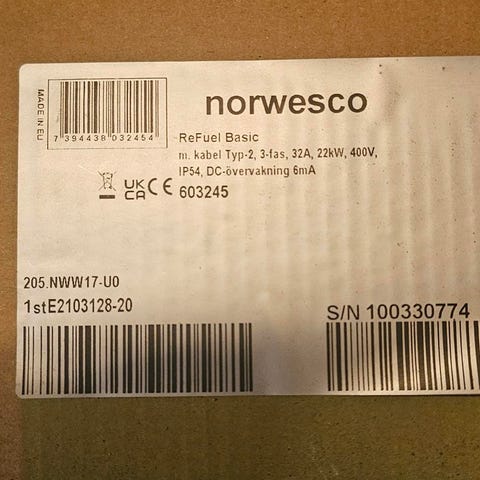 MADE IN EU
7 394438 032454
norwesco
ReFuel Basic
m. kabel Typ-2, 3-fas, 32A, 22kW, 400V,
IP54, DC-övervakning 6mA
UK CA CE 603245
205.NWW17-U0
1stE2103128-20
S/N 100330774